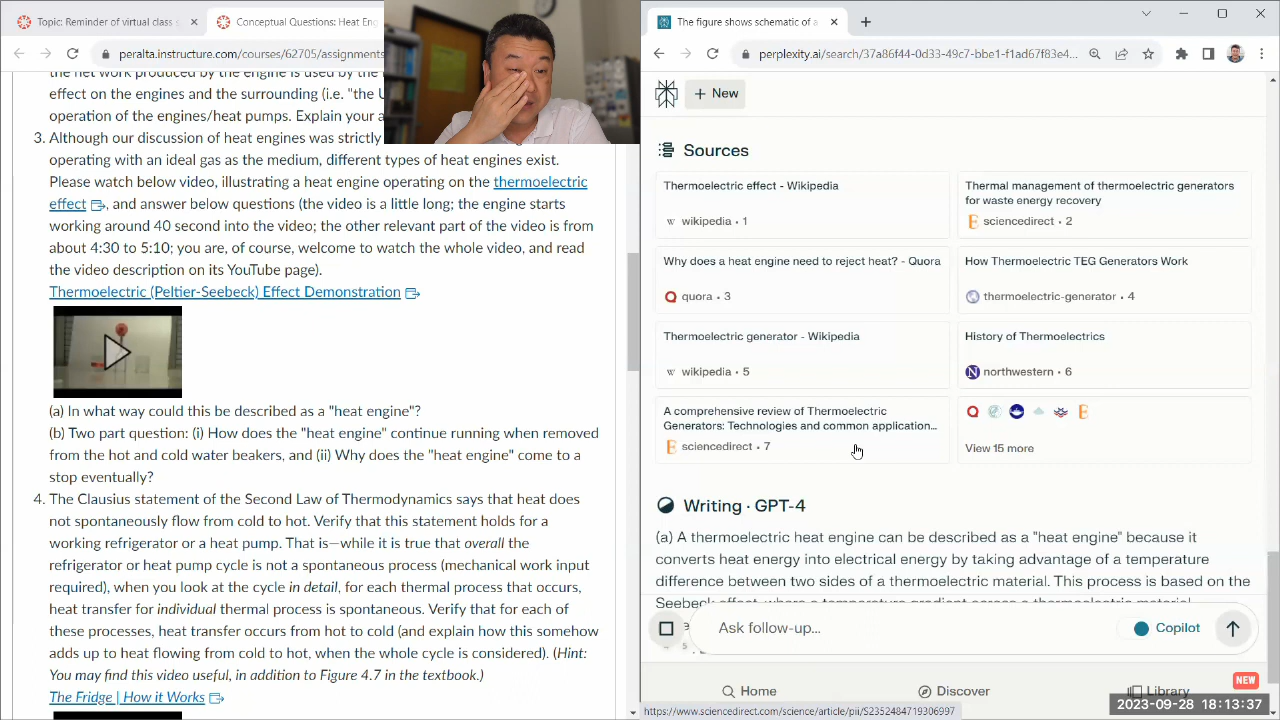 Topic: Reminder of virtual class s
Conceptual Questions: Heat Eng
The figure shows schematic of a
peralta.instructure.com/courses/62705/assignments
perplexity.ai/search/37a86f44-0d33-49c7-bbe1-f1ad67f83e4...
the net work produced by the engine is used by the
effect on the engines and the surrounding (i.e. "the U
operation of the engines/heat pumps. Explain your a
3. Although our discussion of heat engines was strictly
operating with an ideal gas as the medium, different types of heat engines exist.
Please watch below video, illustrating a heat engine operating on the thermoelectric
effect, and answer below questions (the video is a little long; the engine starts
working around 40 second into the video; the other relevant part of the video is from
about 4:30 to 5:10; you are, of course, welcome to watch the whole video, and read
the video description on its YouTube page).
Thermoelectric (Peltier-Seebeck) Effect Demonstration
(a) In what way could this be described as a "heat engine"?
(b) Two part question: (i) How does the "heat engine" continue running when removed
from the hot and cold water beakers, and (ii) Why does the "heat engine" come to a
stop eventually?
4. The Clausius statement of the Second Law of Thermodynamics says that heat does
not spontaneously flow from cold to hot. Verify that this statement holds for a
working refrigerator or a heat pump. That is—while it is true that overall the
refrigerator or heat pump cycle is not a spontaneous process (mechanical work input
required), when you look at the cycle in detail, for each thermal process that occurs,
heat transfer for individual thermal process is spontaneous. Verify that for each of
these processes, heat transfer occurs from hot to cold (and explain how this somehow
adds up to heat flowing from cold to hot, when the whole cycle is considered). (Hint:
You may find this video useful, in addition to Figure 4.7 in the textbook.)
The Fridge | How it Works
New
Sources
Thermoelectric effect - Wikipedia
wikipedia • 1
Thermal management of thermoelectric generators
for waste energy recovery
sciencedirect • 2
Why does a heat engine need to reject heat? - Quora
quora • 3
How Thermoelectric TEG Generators Work
thermoelectric-generator • 4
Thermoelectric generator - Wikipedia
wikipedia • 5
History of Thermoelectrics
northwestern • 6
A comprehensive review of Thermoelectric
Generators: Technologies and common application...
sciencedirect • 7
View 15 more
Writing · GPT-4
(a) A thermoelectric heat engine can be described as a "heat engine" because it
converts heat energy into electrical energy by taking advantage of a temperature
difference between two sides of a thermoelectric material. This process is based on the
Seebeck effect, where a temperature gradient across a thermoelectric material
Ask follow-up...
Copilot
Home
Discover
Library
NEW
2023-09-28 18:13:37
https://www.sciencedirect.com/science/article/pii/S2352484719306997